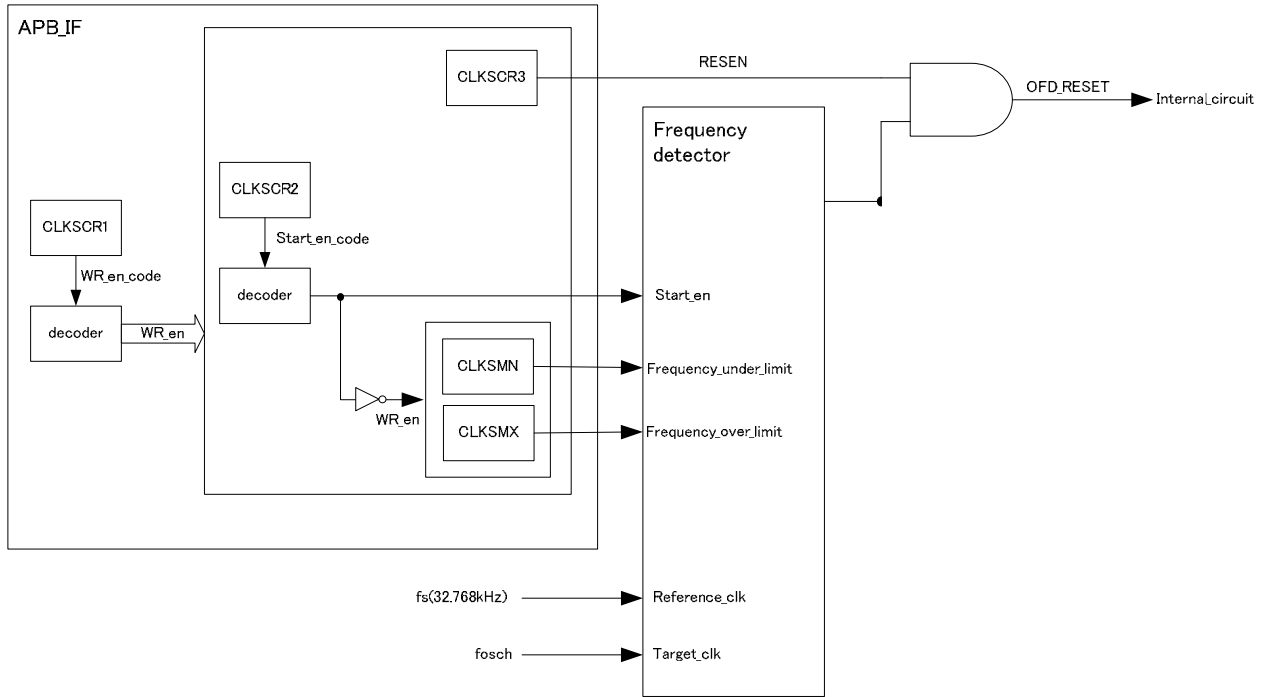 APB_IF
CLKSCR3
RESEN
OFD_RESET
Internal_circuit
Frequency
detector
CLKSCR2
CLKSCR1
Start_en_code
WR_en_code
decoder
Start_en
decoder
WR_en
CLKSMN
Frequency_under_limit
WR_en
CLKSMX
Frequency_over_limit
fs(32.768kHz)
Reference_clk
fosch
Target_clk